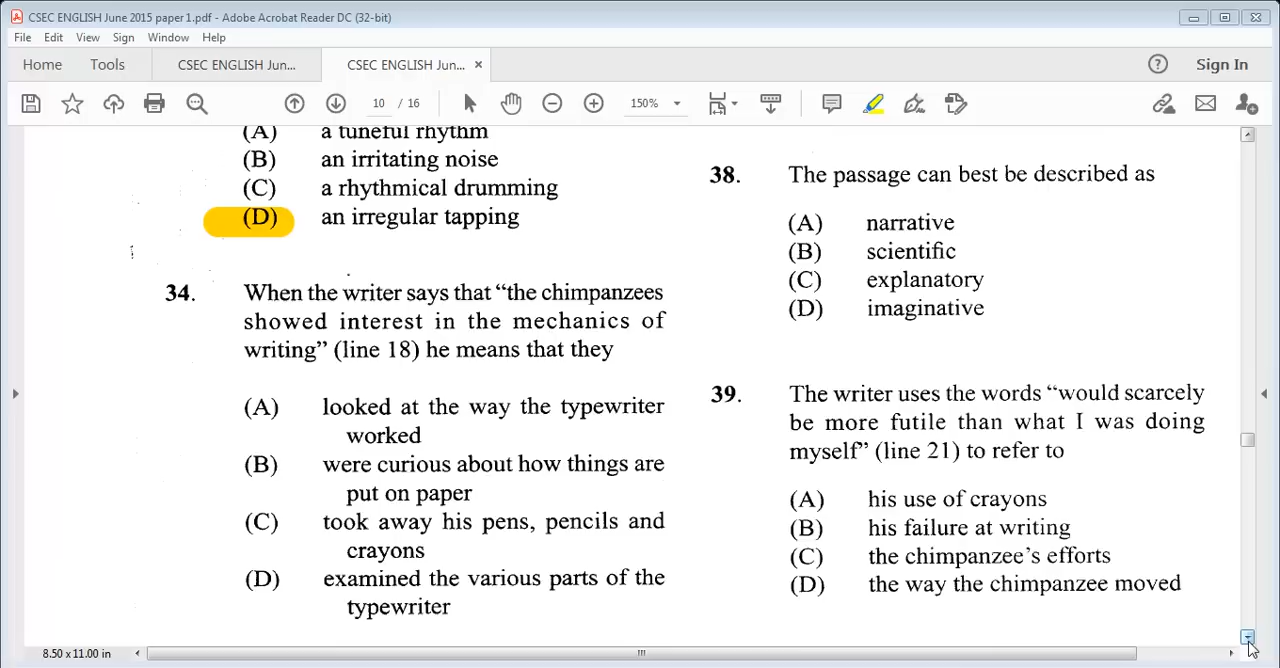 CSEC ENGLISH June 2015 paper 1.pdf - Adobe Acrobat Reader DC (32-bit)
File Edit View Sign Window Help
Home Tools CSEC ENGLISH Jun... CSEC ENGLISH Jun... × Sign In
10 / 16 150%
(A) a tuneful rhythm
(B) an irritating noise
(C) a rhythmical drumming
(D) an irregular tapping
34. When the writer says that “the chimpanzees
showed interest in the mechanics of
writing” (line 18) he means that they
(A) looked at the way the typewriter
worked
(B) were curious about how things are
put on paper
(C) took away his pens, pencils and
crayons
(D) examined the various parts of the
typewriter
38. The passage can best be described as
(A) narrative
(B) scientific
(C) explanatory
(D) imaginative
39. The writer uses the words “would scarcely
be more futile than what I was doing
myself” (line 21) to refer to
(A) his use of crayons
(B) his failure at writing
(C) the chimpanzee’s efforts
(D) the way the chimpanzee moved
8.50 x 11.00 in